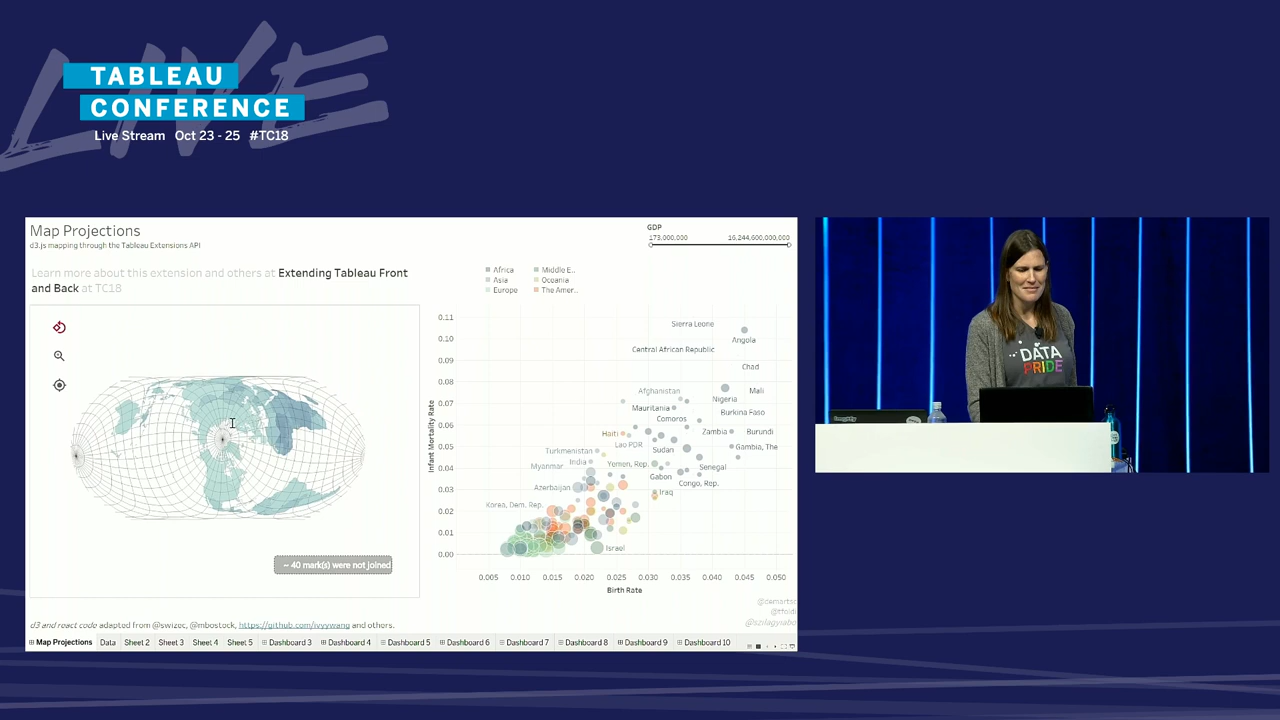 LIVE
TABLEAU
CONFERENCE
Live Stream Oct 23 - 25 #TC18
Map Projections
d3.js mapping through the Tableau Extensions API
GDP
173,000,000 16,244,600,000,000
Learn more about this extension and others at Extending Tableau Front
and Back at TC18
Africa Middle E..
Asia Oceania
Europe The Amer..
0.11
0.10
0.09
0.08
0.07
0.06
0.05
0.04
0.03
0.02
0.01
0.00
Infant Mortality Rate
Sierra Leone
Angola
Central African Republic
Chad
Afghanistan
Mali
Nigeria
Mauritania
Burkina Faso
Comoros
Haiti
Zambia
Burundi
Lao PDR
Sudan
Gambia, The
Turkmenistan
India
Myanmar
Yemen, Rep.
Senegal
Gabon
Congo, Rep.
Azerbaijan
Iraq
Korea, Dem. Rep.
Israel
0.005 0.010 0.015 0.020 0.025 0.030 0.035 0.040 0.045 0.050
Birth Rate
~ 40 mark(s) were not joined
@tfoldi
d3 and react code adapted from @swizec, @mbostock, https://github.com/ivyywang and others.
Map Projections Data Sheet 2 Sheet 3 Sheet 4 Sheet 5 Dashboard 3 Dashboard 4 Dashboard 5 Dashboard 6 Dashboard 7 Dashboard 8 Dashboard 9 Dashboard 10
DATA
PRIDE